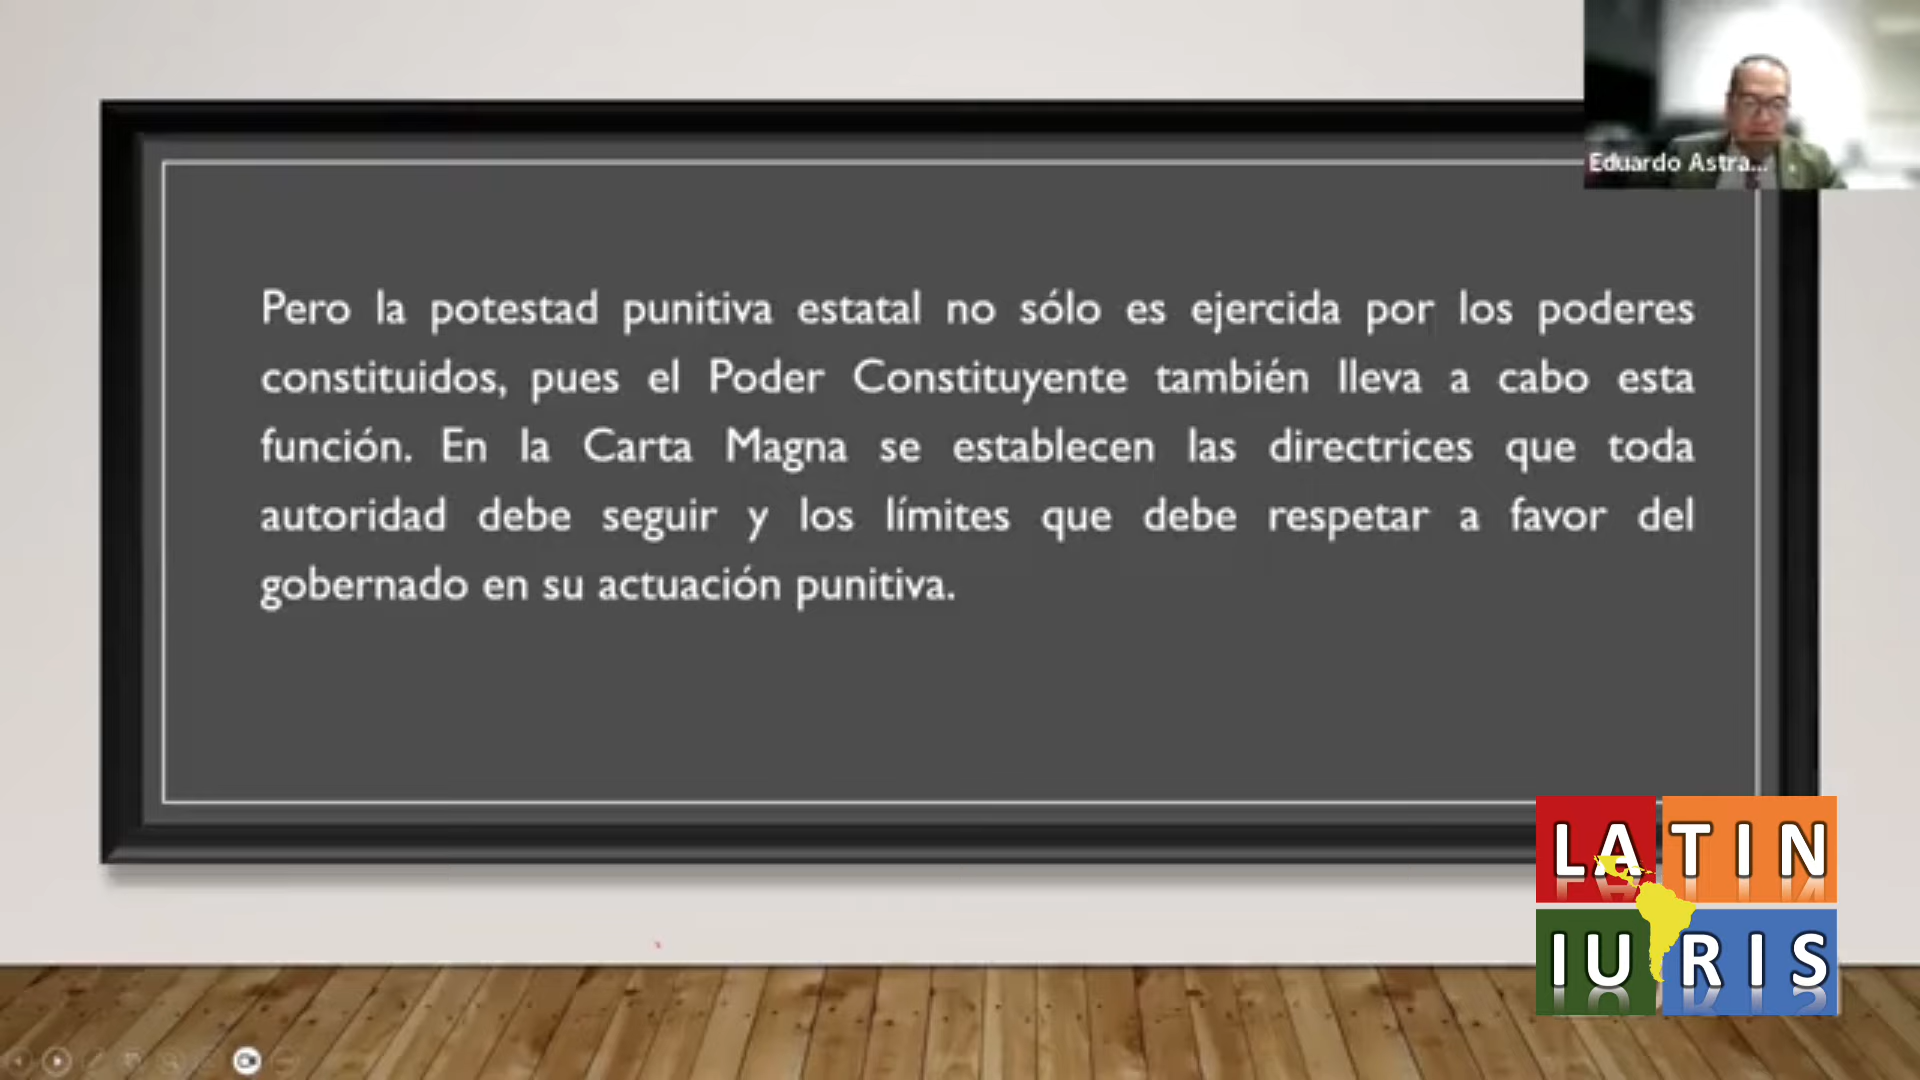 Eduardo Astra...
Pero la potestad punitiva estatal no sólo es ejercida por los poderes
constituidos, pues el Poder Constituyente también lleva a cabo esta
función. En la Carta Magna se establecen las directrices que toda
autoridad debe seguir y los límites que debe respetar a favor del
gobernado en su actuación punitiva.
LATIN
IURIS